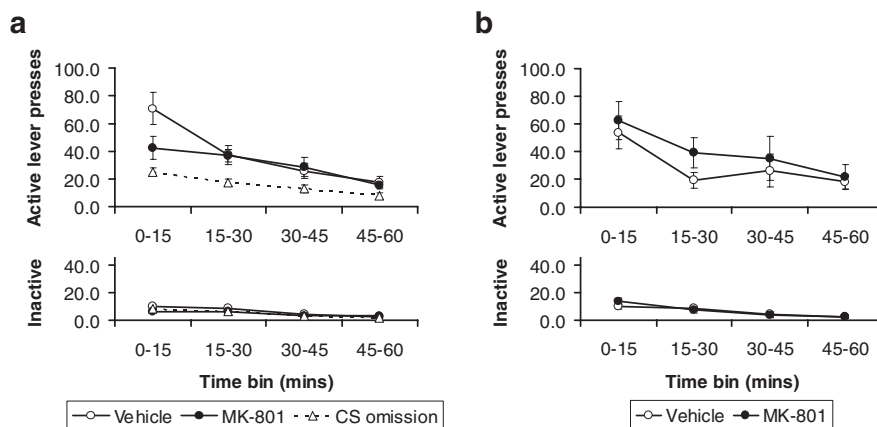 a
Active lever presses
100.0
80.0
60.0
40.0
20.0
0.0
0-15 15-30 30-45 45-60
Inactive
40.0
20.0
0.0
0-15 15-30 30-45 45-60
Time bin (mins)
Vehicle MK-801 CS omission
b
Active lever presses
100.0
80.0
60.0
40.0
20.0
0.0
0-15 15-30 30-45 45-60
Inactive
40.0
20.0
0.0
0-15 15-30 30-45 45-60
Time bin (mins)
Vehicle MK-801